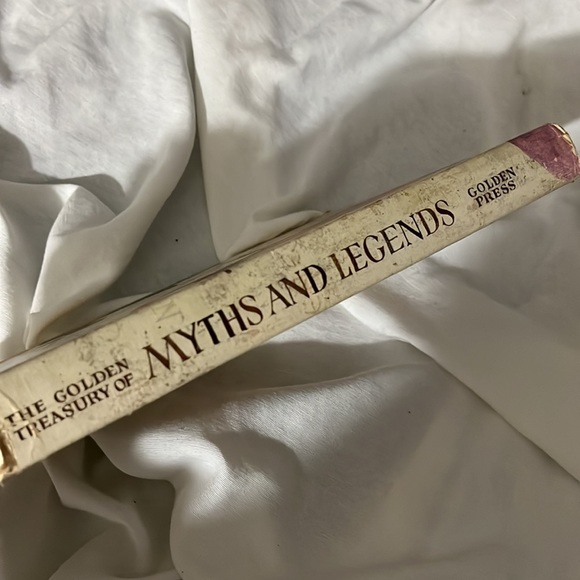 THE GOLDEN
TREASURY OF
MYTHS AND LEGENDS
GOLDEN
PRESS